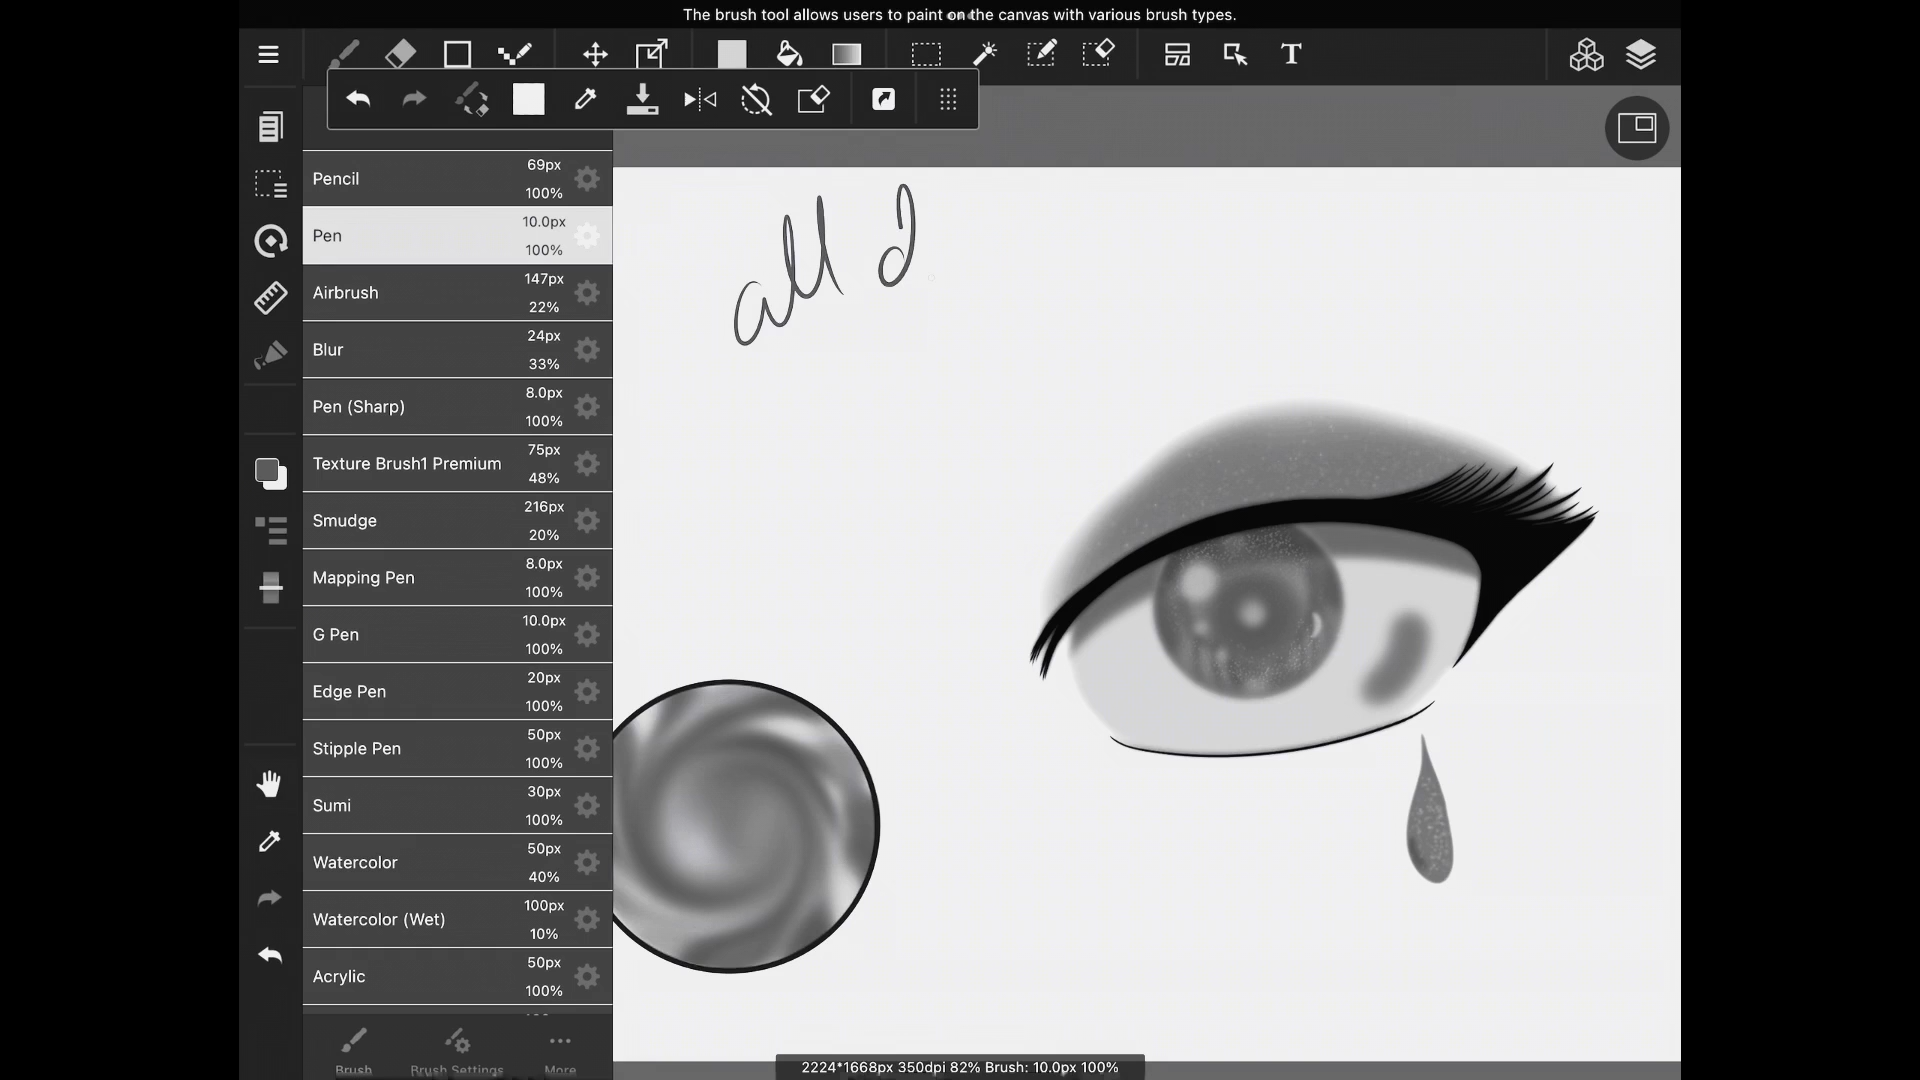 The brush tool allows users to paint on the canvas with various brush types.
T
Pencil 69px 100%
Pen 10.0px 100%
Airbrush 147px 22%
Blur 24px 33%
Pen (Sharp) 8.0px 100%
Texture Brush1 Premium 75px 48%
Smudge 216px 20%
Mapping Pen 8.0px 100%
G Pen 10.0px 100%
Edge Pen 20px 100%
Stipple Pen 50px 100%
Sumi 30px 100%
Watercolor 50px 40%
Watercolor (Wet) 100px 10%
Acrylic 50px 100%
Brush Brush Settings More
all
2224*1668px 350dpi 82% Brush: 10.0px 100%